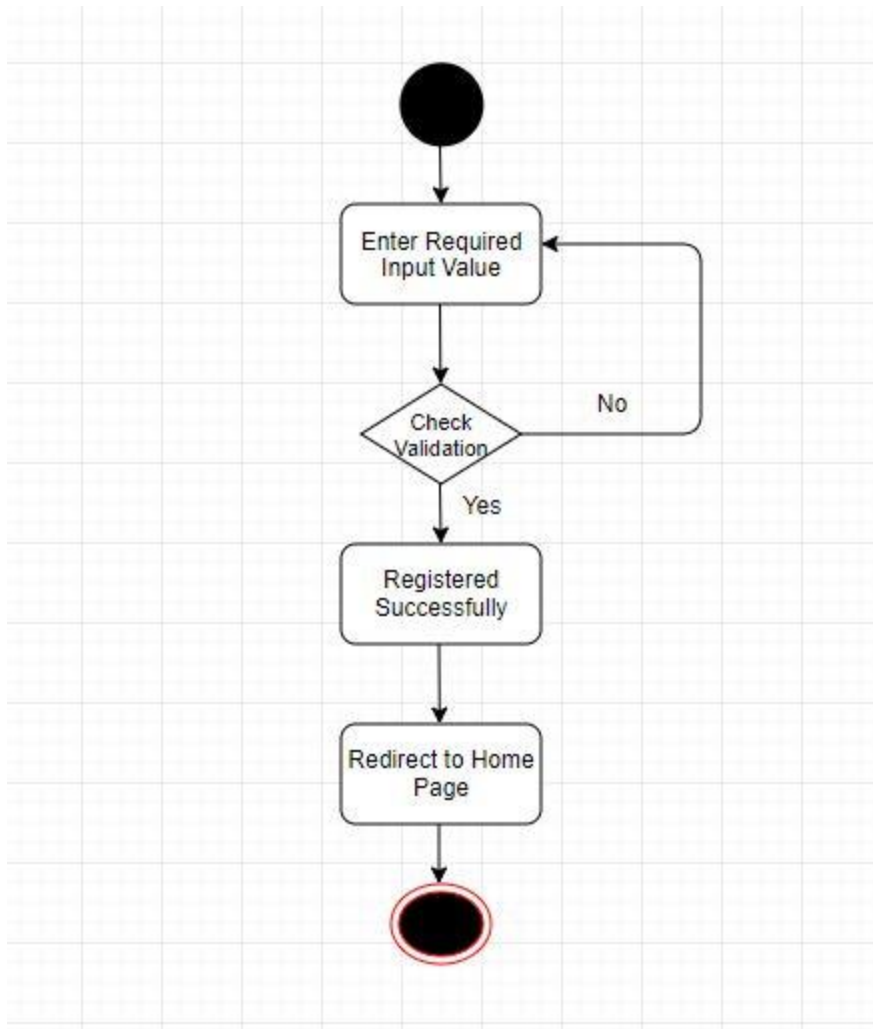 Enter Required
Input Value
No
Check
Validation
Yes
Registered
Successfully
Redirect to Home
Page